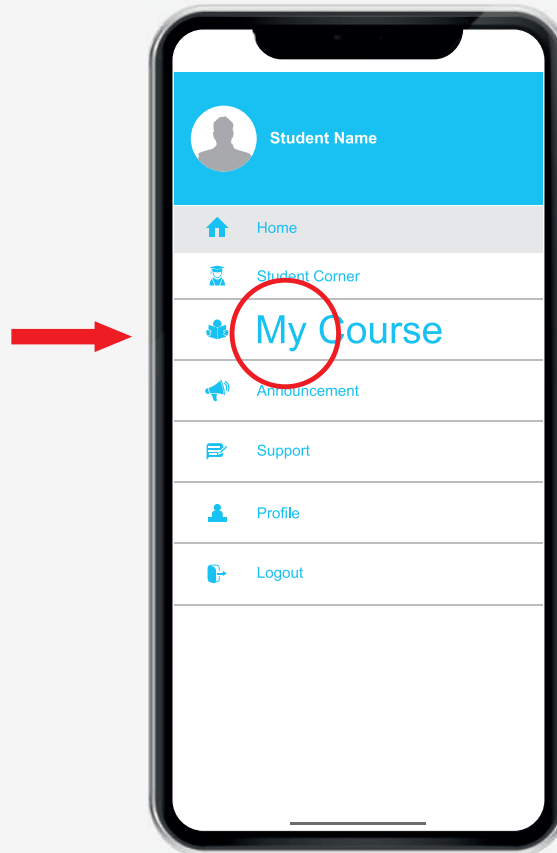 Student Name
Home
Student Corner
My Course
Announcement
Support
Profile
Logout